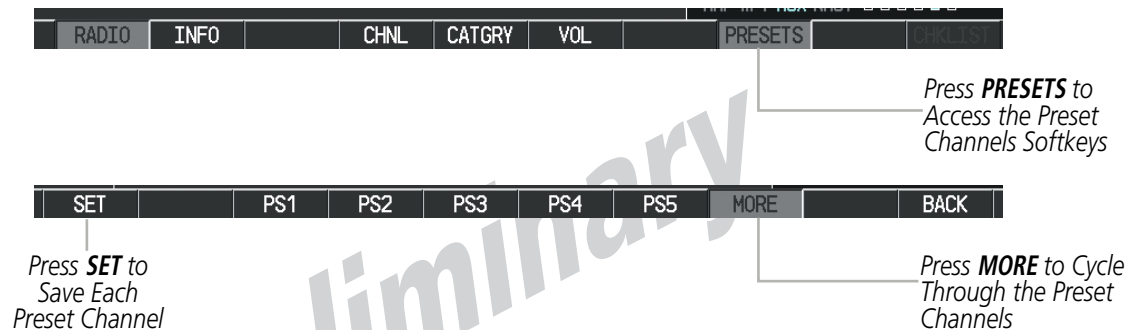 RADIO INFO CHNL CATGRY VOL PRESETS CHKLIST
Press PRESETS to
Access the Preset
Channels Softkeys
SET PS1 PS2 PS3 PS4 PS5 MORE BACK
Press SET to
Save Each
Preset Channel
Press MORE to Cycle
Through the Preset
Channels
liminary